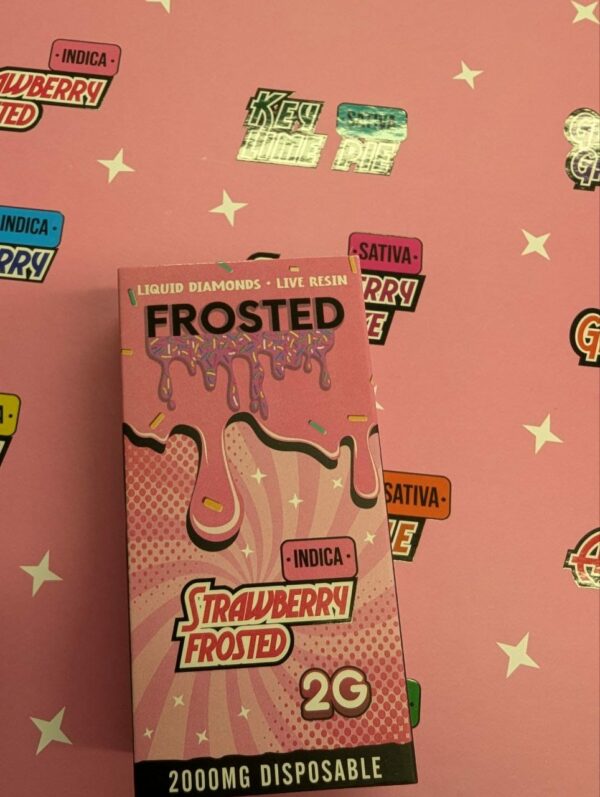 · INDICA ·
AWBERRY
TED
KEY
SATIVA
LIME PIE
INDICA ·
RRY
· SATIVA ·
RRY
LIQUID DIAMONDS · LIVE RESIN
FROSTED
SATIVA ·
E
· INDICA ·
STRAWBERRY
FROSTED
2G
2000MG DISPOSABLE